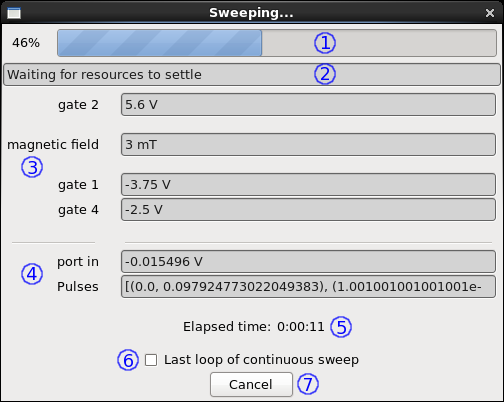 Sweeping...
46% 1
Waiting for resources to settle 2
gate 2 5.6 V
magnetic field 3 mT
3
gate 1 -3.75 V
gate 4 -2.5 V
4
port in -0.015496 V
Pulses [(0.0, 0.097924773022049383), (1.001001001001001e-
Elapsed time: 0:00:11 5
6 Last loop of continuous sweep
Cancel 7